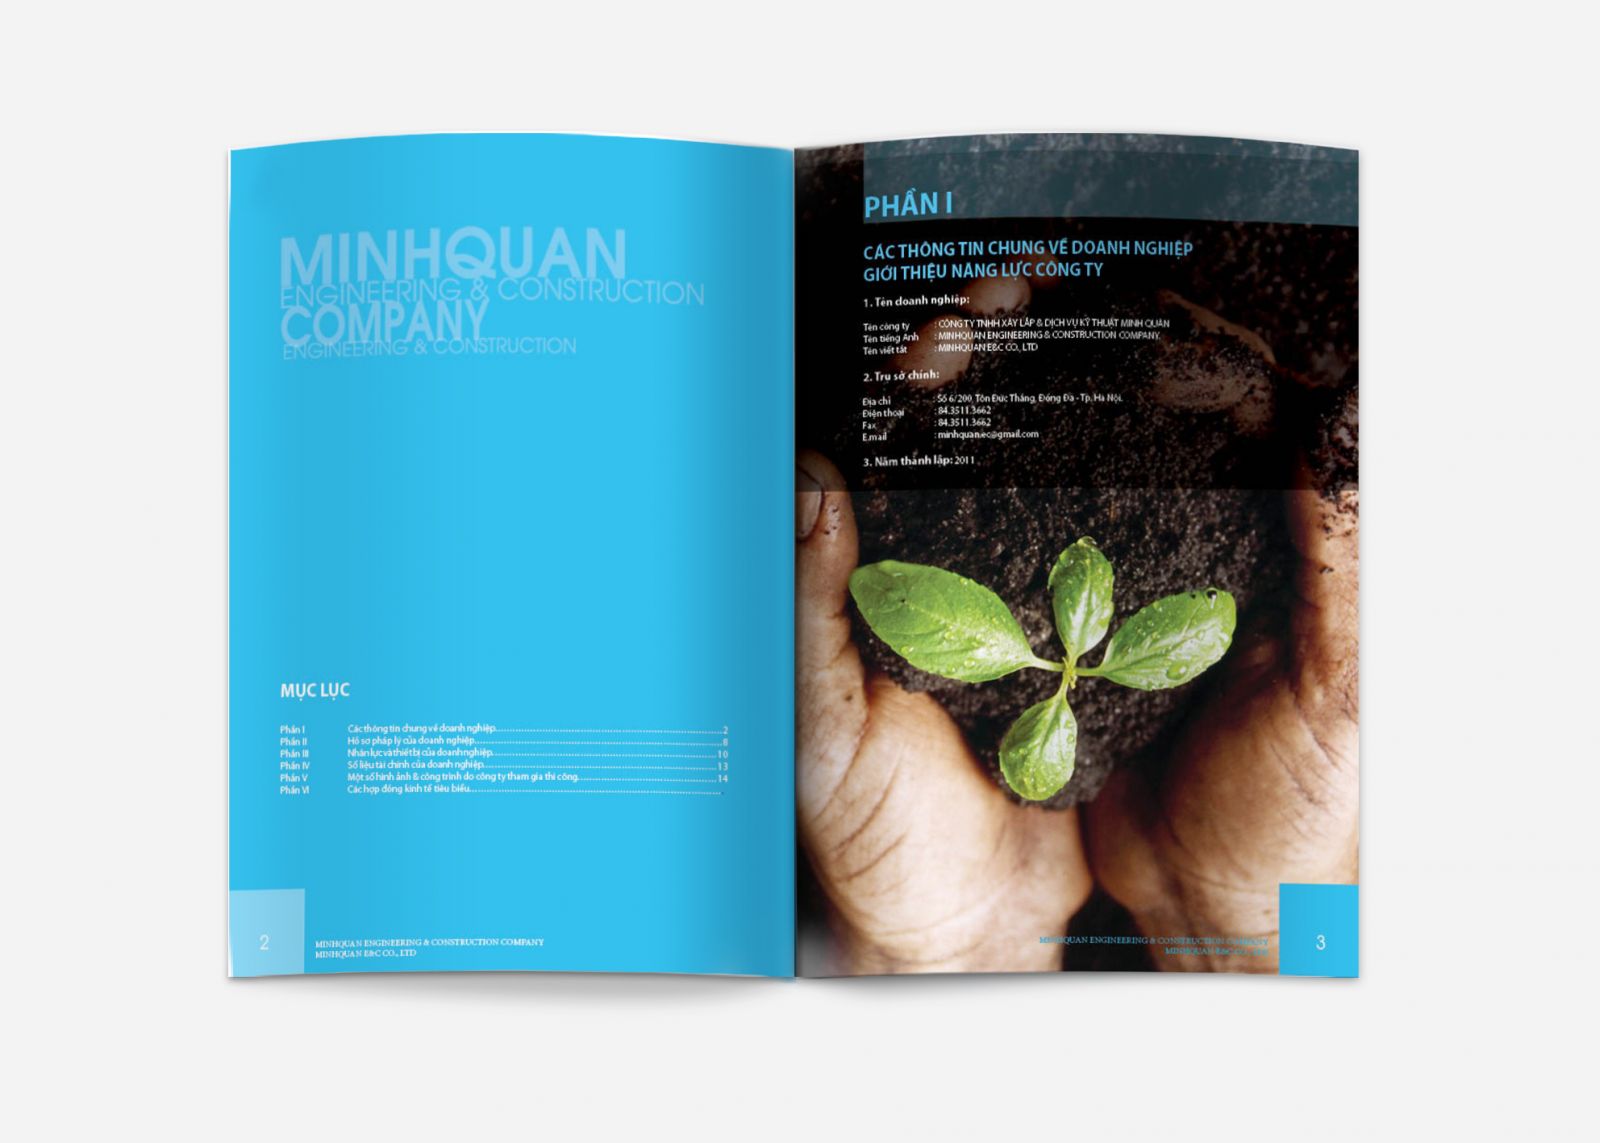 MINHQUAN
ENGINEERING & CONSTRUCTION
COMPANY
ENGINEERING & CONSTRUCTION
MỤC LỤC
Phần I Các thông tin chung về doanh nghiệp 2
Phần II Hồ sơ pháp lý của doanh nghiệp 8
Phần III Nhân lực và thiết bị của doanh nghiệp 10
Phần IV Số liệu tài chính của doanh nghiệp 13
Phần V Một số hình ảnh & công trình do công ty tham gia thi công 14
Phần VI Các hợp đồng kinh tế tiêu biểu
2
MINHQUAN ENGINEERING & CONSTRUCTION COMPANY
MINHQUAN E&C CO., LTD
PHẦN I
CÁC THÔNG TIN CHUNG VỀ DOANH NGHIỆP
GIỚI THIỆU NĂNG LỰC CÔNG TY
1. Tên doanh nghiệp:
Tên công ty : CÔNG TY TNHH XÂY LẮP & DỊCH VỤ KỸ THUẬT MINH QUÂN
Tên tiếng Anh : MINHQUAN ENGINEERING & CONSTRUCTION COMPANY.
Tên viết tắt : MINHQUAN E&C CO., LTD
2. Trụ sở chính:
Địa chỉ : Số 6/200, Tôn Đức Thắng, Đống Đa - Tp. Hà Nội.
Điện thoại : 84.3511.3662
Fax : 84.3511.3662
E.mail : minhquan.ec@gmail.com
3. Năm thành lập: 2011
MINHQUAN ENGINEERING & CONSTRUCTION COMPANY
MINHQUAN E&C CO., LTD
3